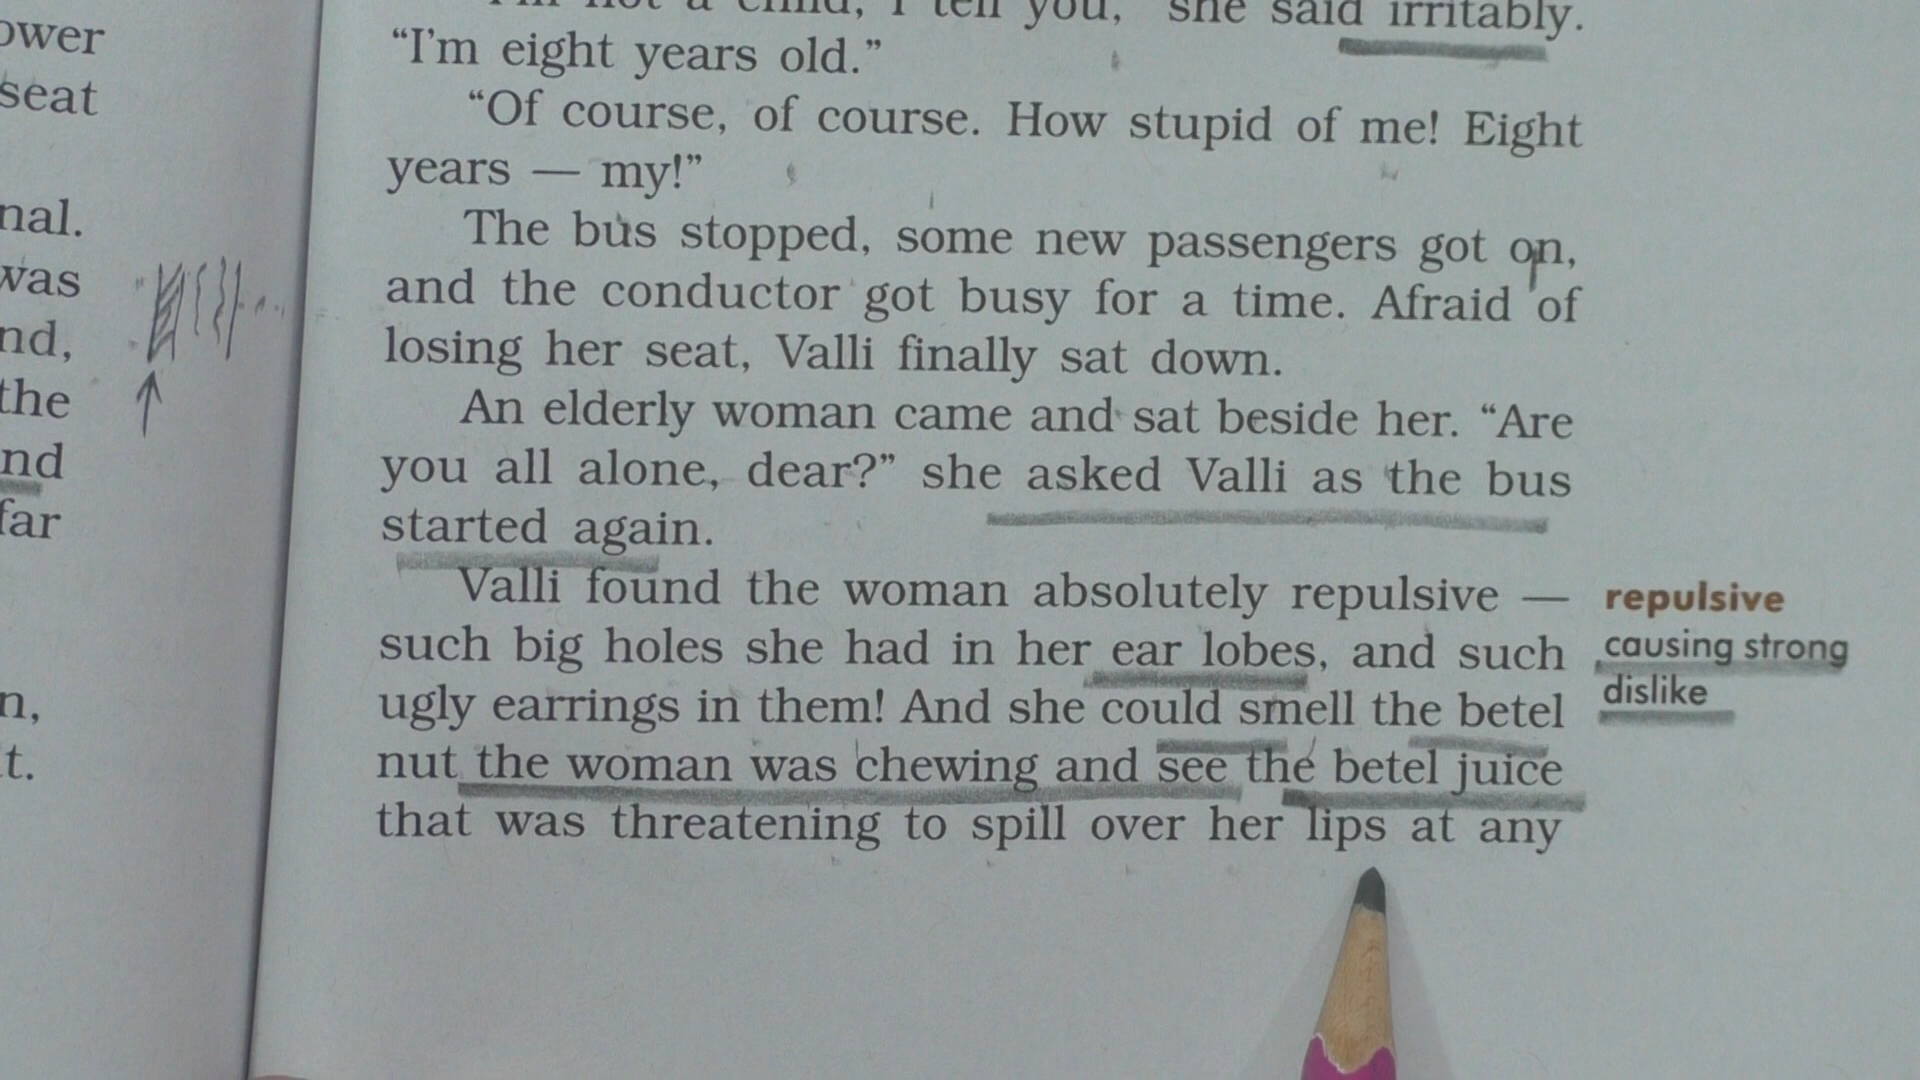 ower
seat
nal.
was
nd,
the
nd
far
n,
t.
I'm not a child, I tell you," she said irritably.
“I'm eight years old.”
“Of course, of course. How stupid of me! Eight
years — my!”
The bus stopped, some new passengers got on,
and the conductor got busy for a time. Afraid of
losing her seat, Valli finally sat down.
An elderly woman came and sat beside her. “Are
you all alone, dear?” she asked Valli as the bus
started again.
Valli found the woman absolutely repulsive —
such big holes she had in her ear lobes, and such
ugly earrings in them! And she could smell the betel
nut the woman was chewing and see the betel juice
that was threatening to spill over her lips at any
repulsive
causing strong
dislike